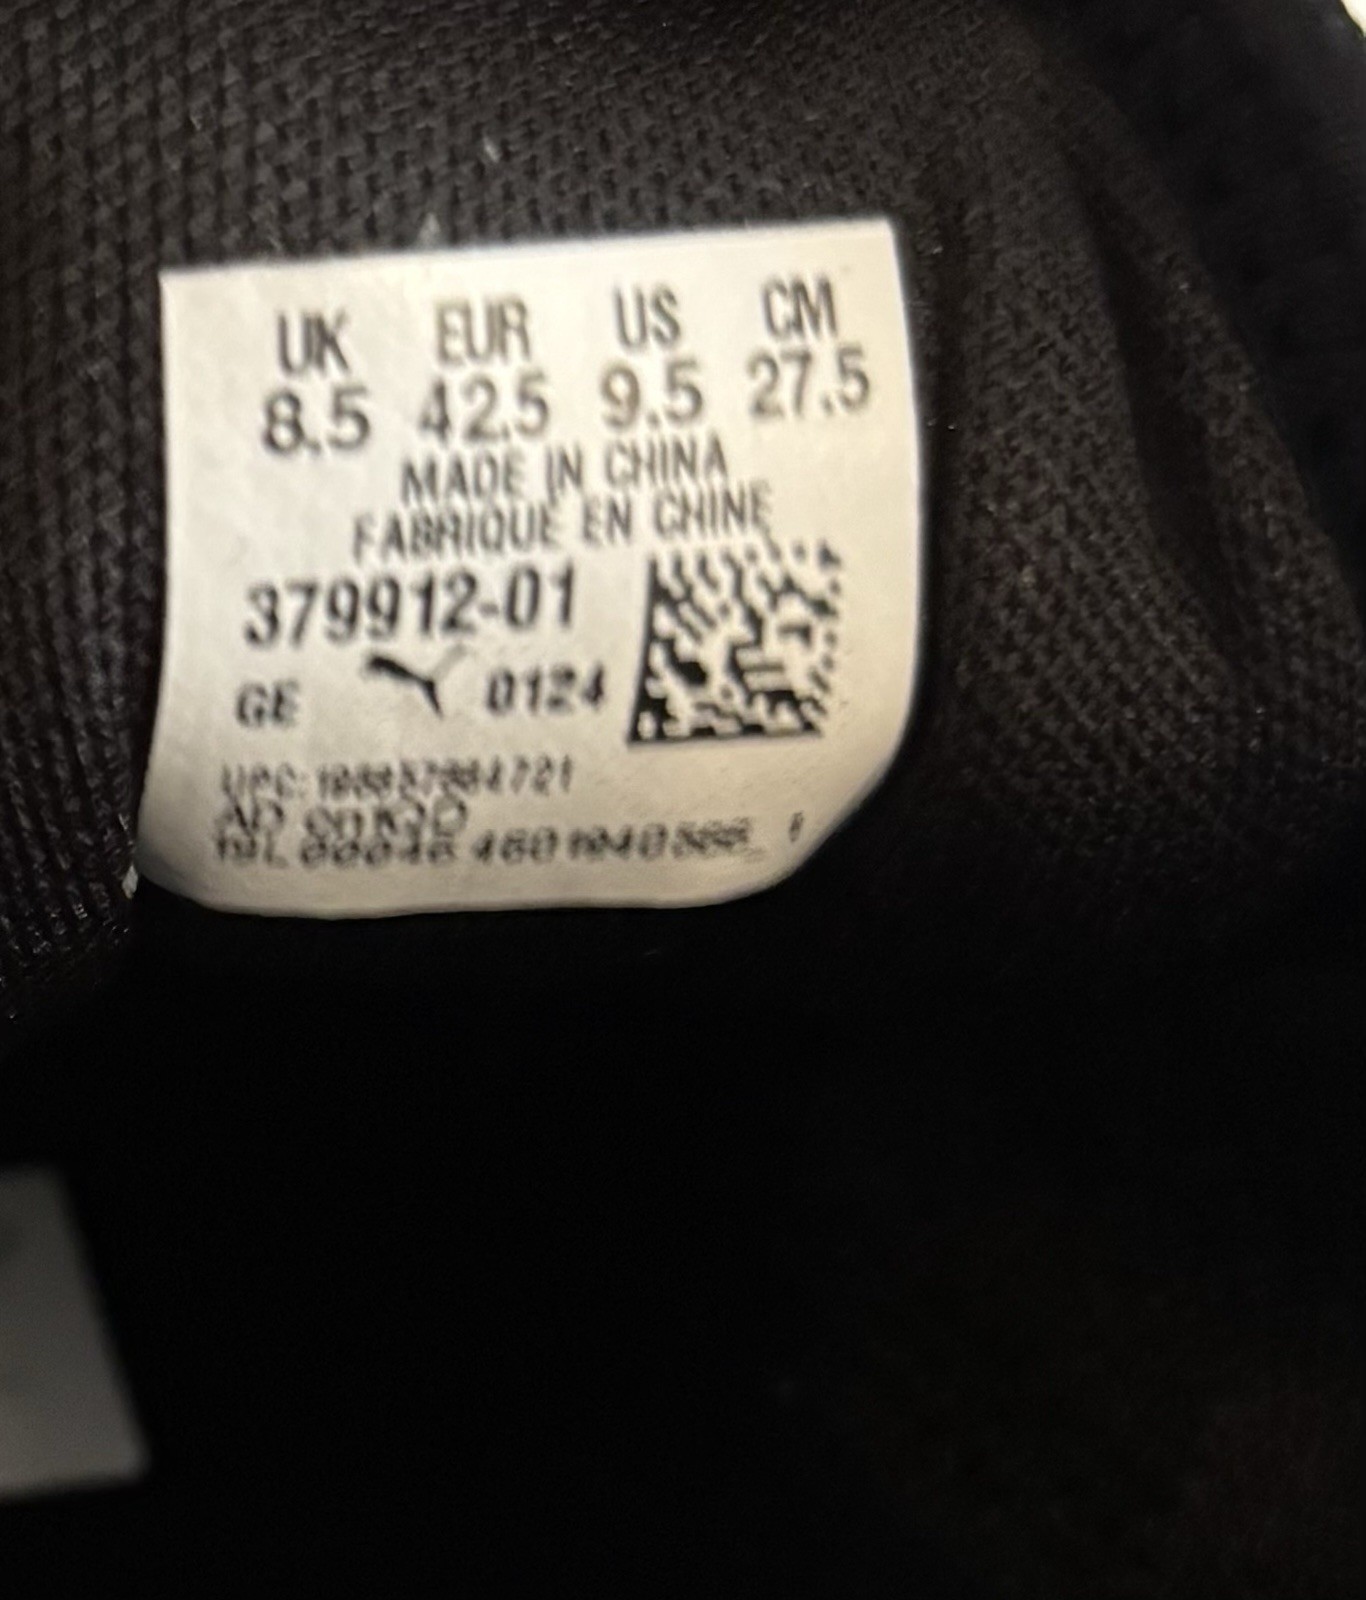 UK EUR US CM
8.5 42.5 9.5 27.5
MADE IN CHINA
FABRIQUE EN CHINE
379912-01
GE 0124
UPC: